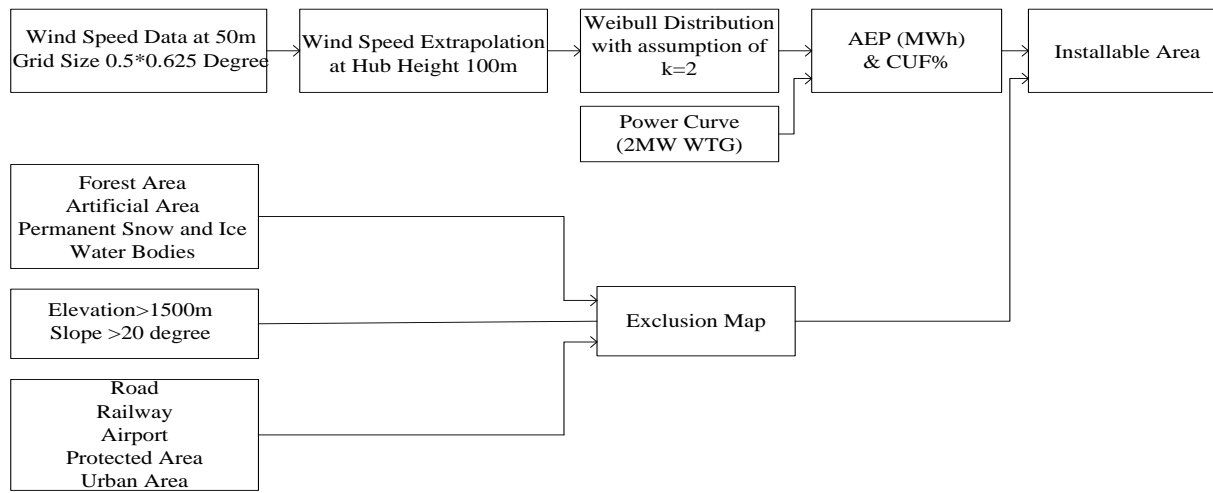 Wind Speed Data at 50m
Grid Size 0.5*0.625 Degree
Wind Speed Extrapolation
at Hub Height 100m
Weibull Distribution
with assumption of
k=2
AEP (MWh)
& CUF%
Installable Area
Power Curve
(2MW WTG)
Forest Area
Artificial Area
Permanent Snow and Ice
Water Bodies
Elevation>1500m
Slope >20 degree
Exclusion Map
Road
Railway
Airport
Protected Area
Urban Area